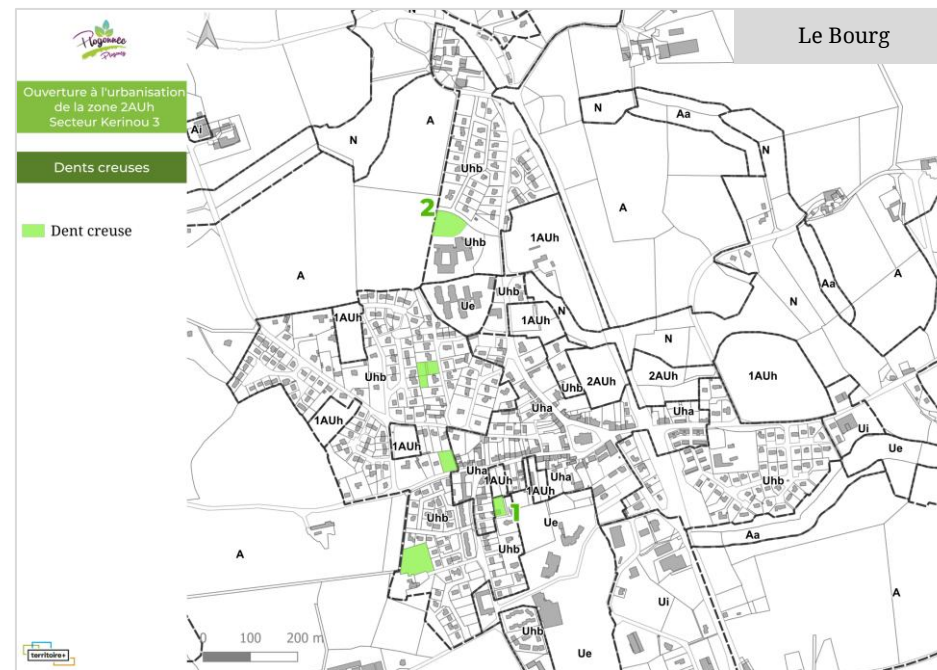 Plogonnec
Le Bourg
Ouverture à l'urbanisation
de la zone 2AUh
Secteur Kerinou 3
Dents creuses
Dent creuse
N
Aa
Ai
N
A
N
Uhb
2
A
Uhb
1AUh
A
A
Aa
Ue
Uhb
N
N
1AUh
1AUh
N
Uhb
Uhb
2AUh
2AUh
1AUh
Uha
Uha
1AUh
1AUh
Ui
Ue
Uha
1AUh
Uha
1AUh
Uhb
1
Uhb
Ue
Uhb
Aa
A
A
Ui
Uhb
Ue
0 100 200 m
territoire+